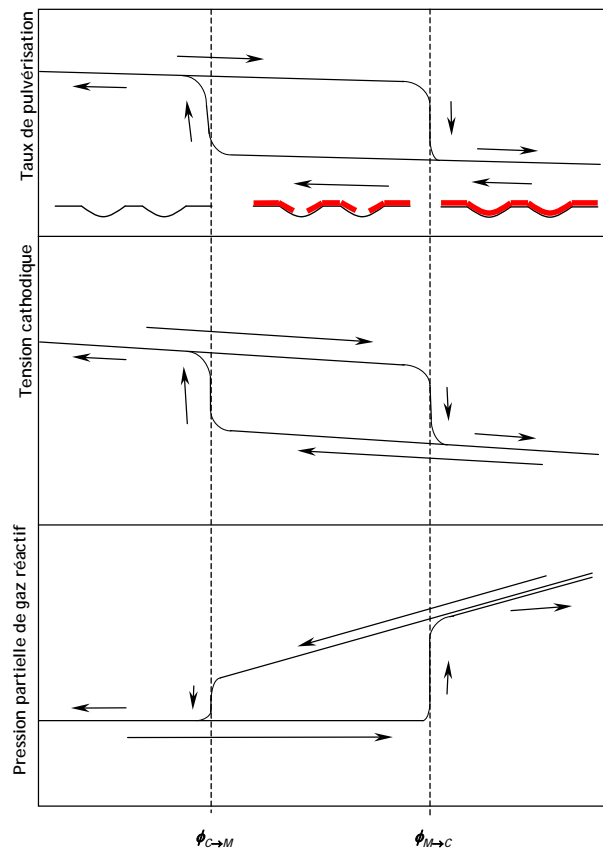 Taux de pulvérisation
Tension cathodique
Pression partielle de gaz réactif
ϕC→M
ϕM→C